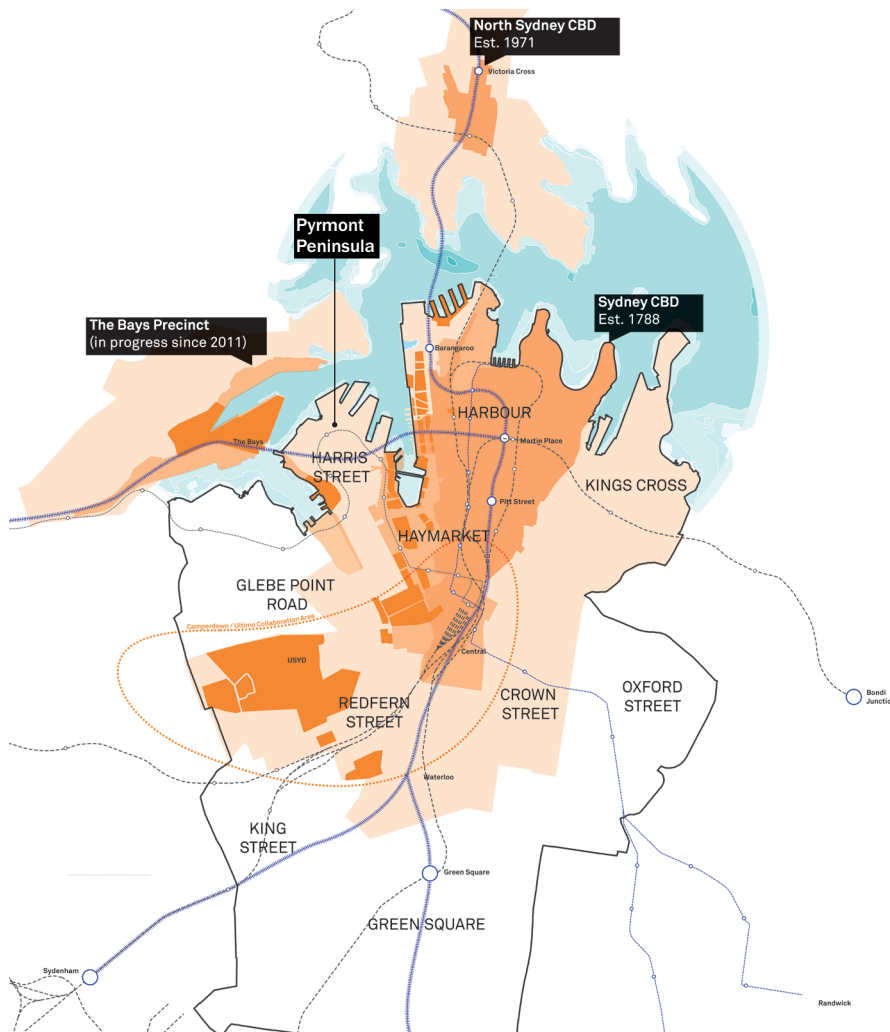 North Sydney CBD
Est. 1971
Victoria Cross
Pyrmont
Peninsula
The Bays Precinct
(in progress since 2011)
Sydney CBD
Est. 1788
Barangaroo
HARBOUR
The Bays
Martin Place
HARRIS
STREET
KINGS CROSS
Pitt Street
HAYMARKET
GLEBE POINT
ROAD
Camperdown / Ultimo Collaboration Area
USYD
Central
REDFERN
STREET
CROWN
STREET
OXFORD
STREET
Bondi
Junctio
Waterloo
KING
STREET
Green Square
GREEN SQUARE
Sydenham
Randwick